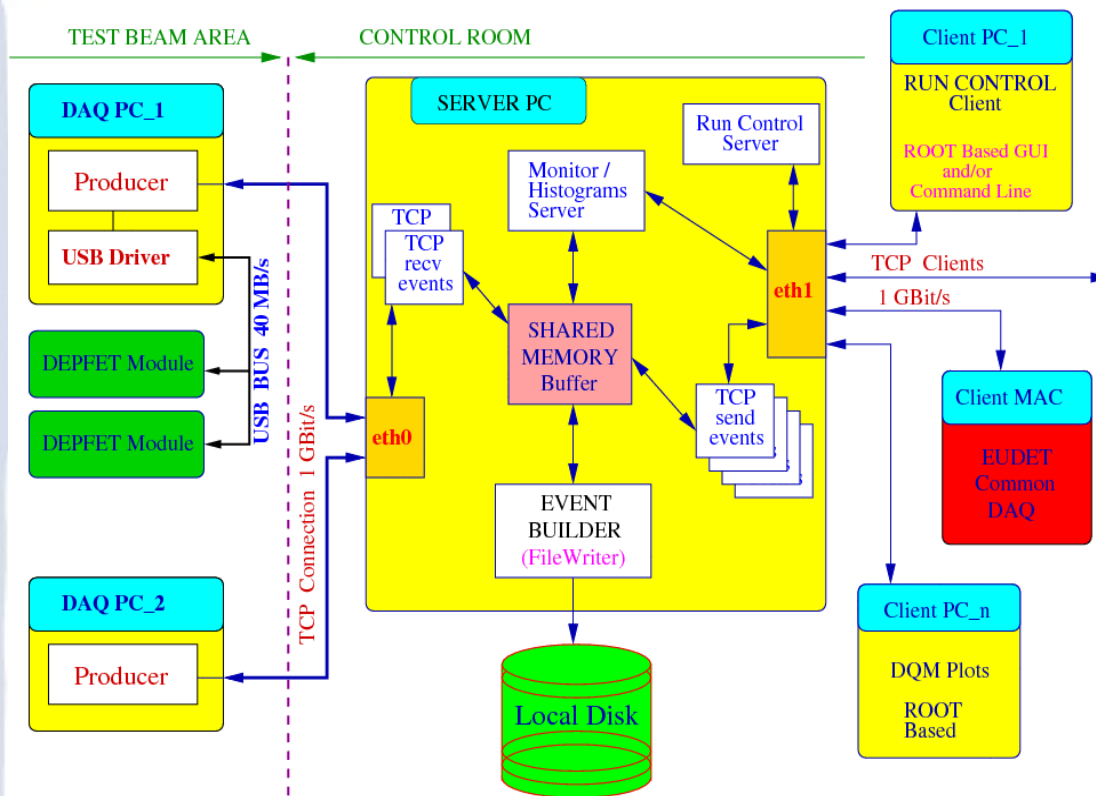 TEST BEAM AREA
CONTROL ROOM
DAQ PC_1
Producer
USB Driver
USB BUS 40 MB/s
DEPFET Module
DEPFET Module
TCP Connection 1 GBit/s
DAQ PC_2
Producer
SERVER PC
TCP
TCP
recv
events
eth0
Monitor /
Histograms
Server
Run Control
Server
SHARED
MEMORY
Buffer
eth1
TCP
send
events
EVENT
BUILDER
(FileWriter)
Local Disk
Client PC_1
RUN CONTROL
Client
ROOT Based GUI
and/or
Command Line
TCP Clients
1 GBit/s
Client MAC
EUDET
Common
DAQ
Client PC_n
DQM Plots
ROOT
Based